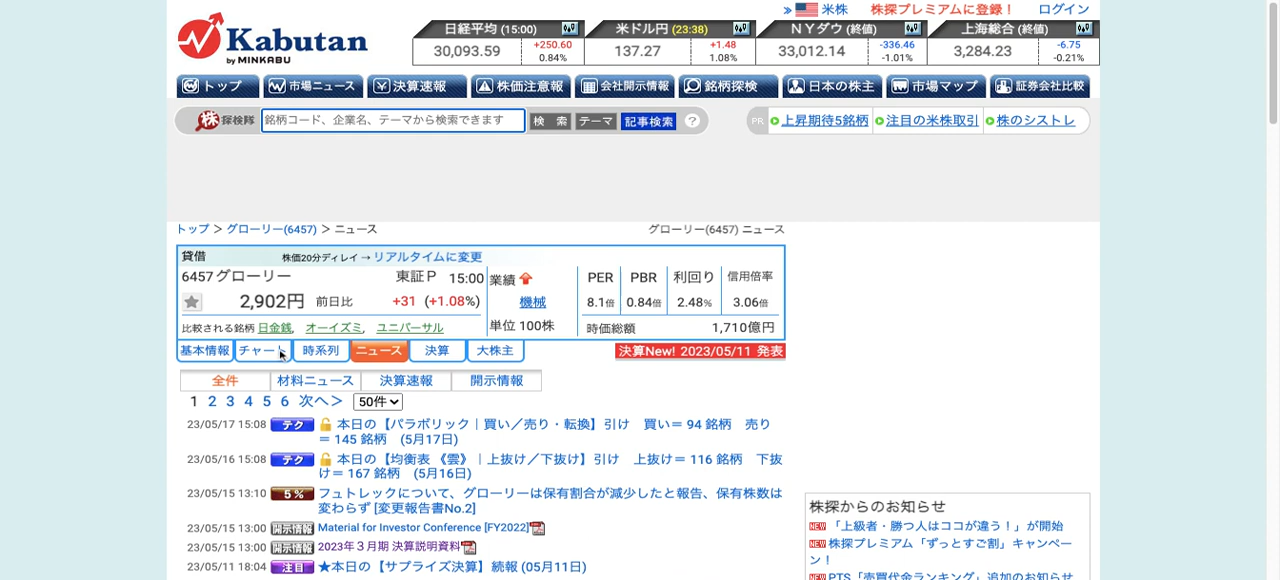 ≫ 米株 株探プレミアムに登録！ ログイン
Kabutan
by MINKABU
日経平均 (15:00) 米ドル円 (23:38) ＮＹダウ (終値) 上海総合 (終値)
30,093.59 +250.60 0.84% 137.27 +1.48 1.08% 33,012.14 -336.46 -1.01% 3,284.23 -6.75 -0.21%
トップ 市場ニュース 決算速報 株価注意報 会社開示情報 銘柄探検 日本の株主 市場マップ 証券会社比較
株探検隊 銘柄コード、企業名、テーマから検索できます 検 索 テーマ 記事検索 ? PR 上昇期待5銘柄 注目の米株取引 株のシストレ
トップ > グローリー(6457) > ニュース グローリー(6457) ニュース
貸借 株価20分ディレイ → リアルタイムに変更
6457 グローリー 東証Ｐ 15:00 業績 PER PBR 利回り 信用倍率
2,902円 前日比 +31 (+1.08%) 機械 8.1倍 0.84倍 2.48% 3.06倍
比較される銘柄 日金銭, オーイズミ, ユニバーサル 単位 100株 時価総額 1,710億円
基本情報 チャート 時系列 ニュース 決算 大株主 決算New! 2023/05/11 発表
全件 材料ニュース 決算速報 開示情報
1 2 3 4 5 6 次へ＞ 50件
23/05/17 15:08 テク 本日の【パラボリック｜買い／売り・転換】引け 買い＝ 94 銘柄 売り
＝ 145 銘柄 (5月17日)
23/05/16 15:08 テク 本日の【均衡表 《雲》｜上抜け／下抜け】引け 上抜け＝ 116 銘柄 下抜
け＝ 167 銘柄 (5月16日)
23/05/15 13:10 ５％ フュトレックについて、グローリーは保有割合が減少したと報告、保有株数は
変わらず [変更報告書No.2]
23/05/15 13:00 開示情報 Material for Investor Conference [FY2022]
23/05/15 13:00 開示情報 2023年３月期 決算説明資料
23/05/11 18:04 注目 ★本日の【サプライズ決算】続報 (05月11日)
株探からのお知らせ
NEW 「上級者・勝つ人はココが違う！」が開始
NEW 株探プレミアム「ずっとすご割」キャンペー
ン！
NEW PTS「売買代金ランキング」追加のお知らせ